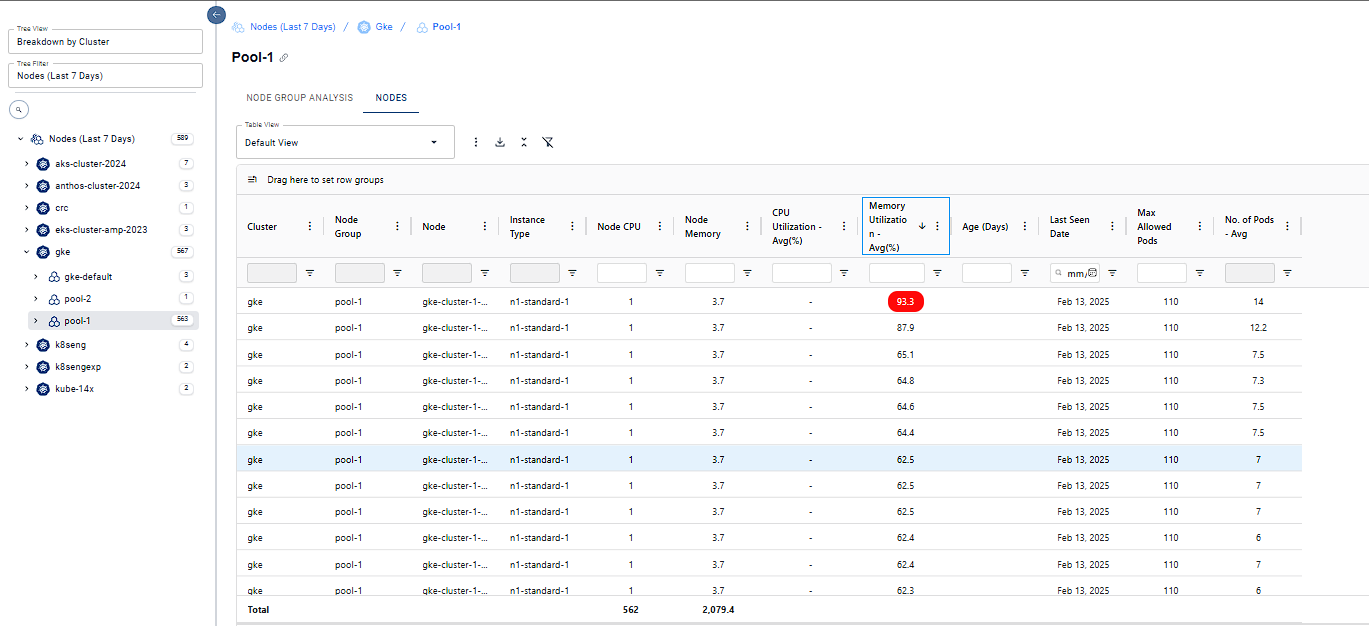 Tree View
Breakdown by Cluster
Tree Filter
Nodes (Last 7 Days)
Nodes (Last 7 Days) 589
aks-cluster-2024 7
anthos-cluster-2024 3
crc 1
eks-cluster-amp-2023 3
gke 567
gke-default 3
pool-2 1
pool-1 563
k8seng 4
k8sengexp 2
kube-14x 2
Nodes (Last 7 Days) / Gke / Pool-1
Pool-1
NODE GROUP ANALYSIS NODES
Table View
Default View
Drag here to set row groups
Cluster
Node
Group
Node
Instance
Type
Node CPU
Node
Memory
CPU
Utilization -
Avg(%)
Memory
Utilizatio
n -
Avg(%)
Age (Days)
Last Seen
Date
Max
Allowed
Pods
No. of Pods
- Avg
mm/
gke pool-1 gke-cluster-1-... n1-standard-1 1 3.7 - 93.3 Feb 13, 2025 110 14
gke pool-1 gke-cluster-1-... n1-standard-1 1 3.7 - 87.9 Feb 13, 2025 110 12.2
gke pool-1 gke-cluster-1-... n1-standard-1 1 3.7 - 65.1 Feb 13, 2025 110 7.5
gke pool-1 gke-cluster-1-... n1-standard-1 1 3.7 - 64.8 Feb 13, 2025 110 7.3
gke pool-1 gke-cluster-1-... n1-standard-1 1 3.7 - 64.6 Feb 13, 2025 110 7.5
gke pool-1 gke-cluster-1-... n1-standard-1 1 3.7 - 64.4 Feb 13, 2025 110 7.5
gke pool-1 gke-cluster-1-... n1-standard-1 1 3.7 - 62.5 Feb 13, 2025 110 7
gke pool-1 gke-cluster-1-... n1-standard-1 1 3.7 - 62.5 Feb 13, 2025 110 7
gke pool-1 gke-cluster-1-... n1-standard-1 1 3.7 - 62.5 Feb 13, 2025 110 7
gke pool-1 gke-cluster-1-... n1-standard-1 1 3.7 - 62.4 Feb 13, 2025 110 6
gke pool-1 gke-cluster-1-... n1-standard-1 1 3.7 - 62.4 Feb 13, 2025 110 7
gke pool-1 gke-cluster-1-... n1-standard-1 1 3.7 - 62.3 Feb 13, 2025 110 6
Total 562 2,079.4